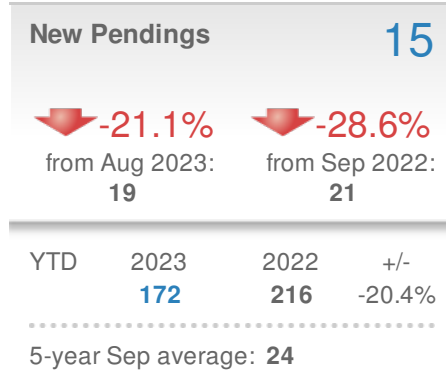 New Pendings 15
-21.1% -28.6%
from Aug 2023: from Sep 2022:
19 21
YTD 2023 2022 +/-
172 216 -20.4%
5-year Sep average: 24